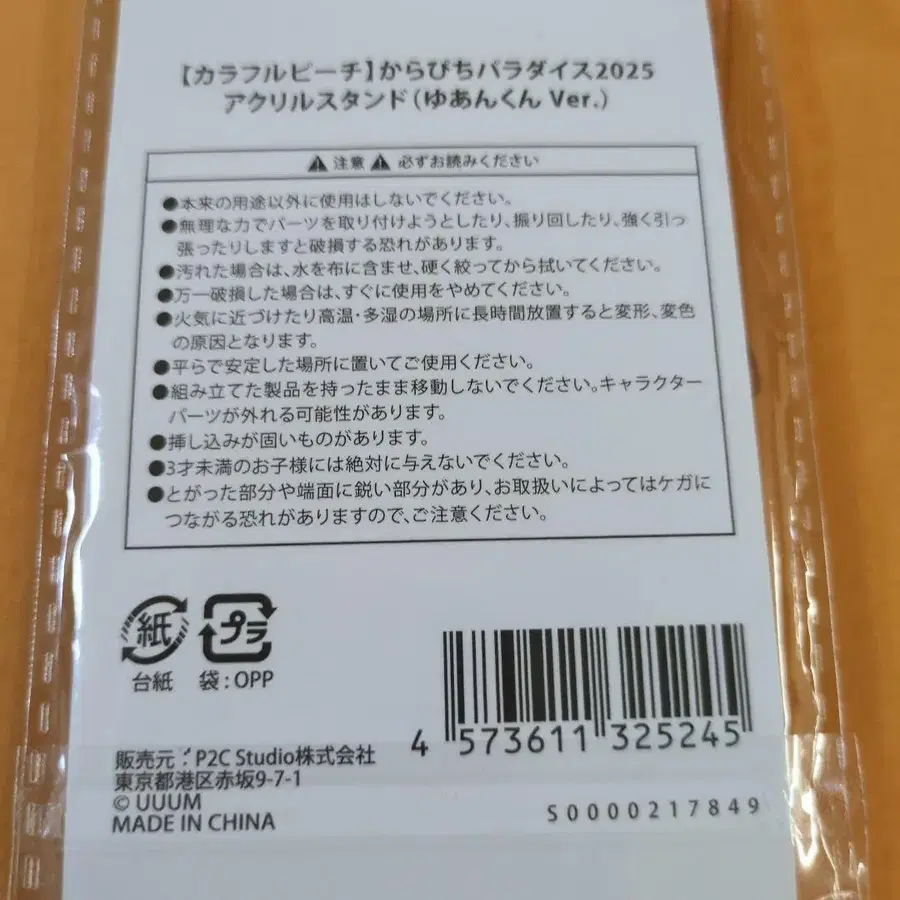 【カラフルピーチ】からぴちパラダイス2025
アクリルスタンド(ゆあんくん Ver.)
注意 必ずお読みください
●本来の用途以外に使用はしないでください。
●無理な力でパーツを取り付けようとしたり、振り回したり、強く引っ
張ったりしますと破損する恐れがあります。
●汚れた場合は、水を布に含ませ、硬く絞ってから拭いてください。
●万一破損した場合は、すぐに使用をやめてください。
●火気に近づけたり高温・多湿の場所に長時間放置すると変形、変色
の原因となります。
●平らで安定した場所に置いてご使用ください。
●組み立てた製品を持ったまま移動しないでください。キャラクター
パーツが外れる可能性があります。
●挿し込みが固いものがあります。
●3才未満のお子様には絶対に与えないでください。
●とがった部分や端面に鋭い部分があり、お取扱いによってはケガに
つながる恐れがありますので、ご注意ください。
紙 プラ
台紙 袋:OPP
4 573611 325245
販売元:P2C Studio株式会社
東京都港区赤坂9-7-1
© UUUM
MADE IN CHINA
S0000217849